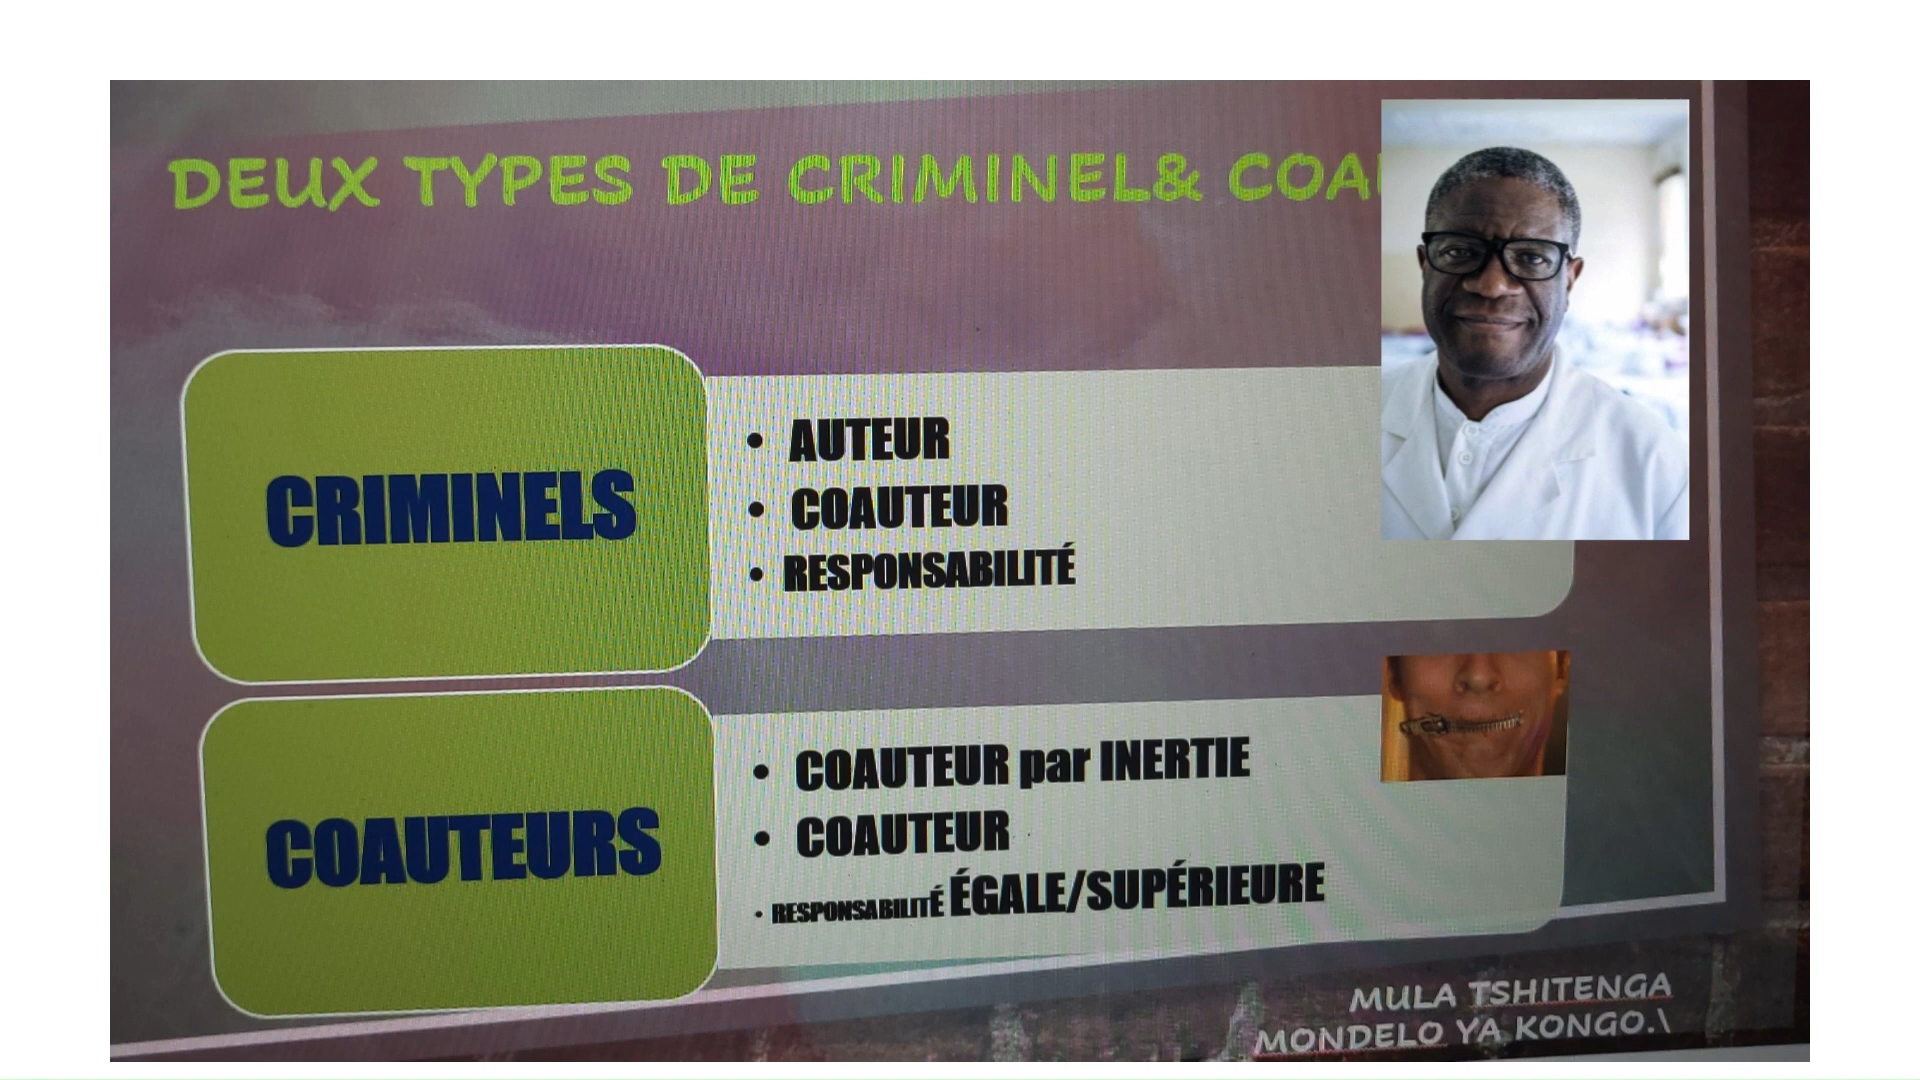 DEUX TYPES DE CRIMINEL& COA
CRIMINELS
• AUTEUR
• COAUTEUR
• RESPONSABILITÉ
COAUTEURS
• COAUTEUR par INERTIE
• COAUTEUR
• RESPONSABILITÉ ÉGALE/SUPÉRIEURE
MULA TSHITENGA
MONDELO YA KONGO.\